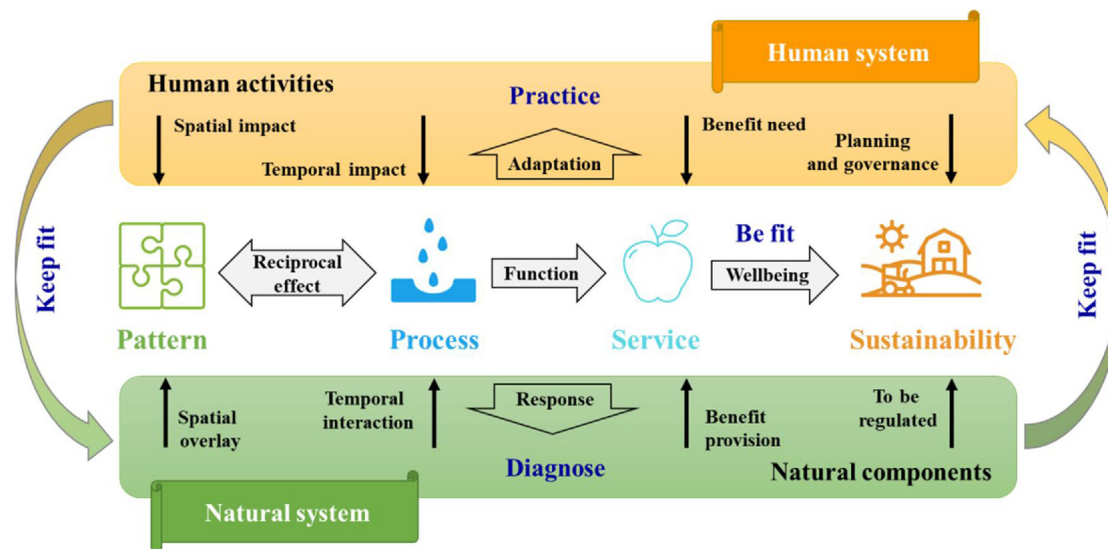 Human system
Human activities
Practice
Spatial impact
Temporal impact
Adaptation
Benefit need
Planning
and governance
Keep fit
Reciprocal
effect
Function
Be fit
Wellbeing
Keep fit
Pattern
Process
Service
Sustainability
Spatial
overlay
Temporal
interaction
Response
Benefit
provision
To be
regulated
Diagnose
Natural components
Natural system